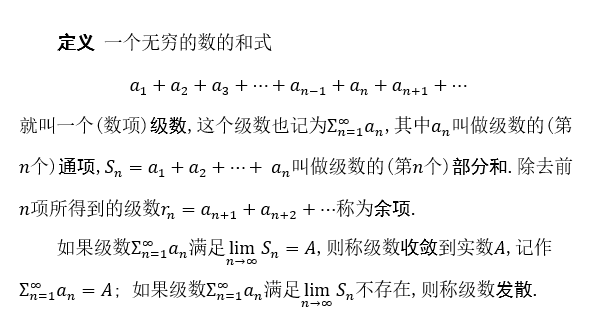 定义 一个无穷的数的和式
a₁ + a₂ + a₃ + ⋯ + aₙ₋₁ + aₙ + aₙ₊₁ + ⋯
就叫一个(数项)级数,这个级数也记为Σₙ₌₁^∞ aₙ,其中aₙ叫做级数的(第
n个)通项, Sₙ = a₁ + a₂ + ⋯ + aₙ叫做级数的(第n个)部分和. 除去前
n项所得到的级数rₙ = aₙ₊₁ + aₙ₊₂ + ⋯称为余项.
如果级数Σₙ₌₁^∞ aₙ满足lim_{n→∞} Sₙ = A, 则称级数收敛到实数A, 记作
Σₙ₌₁^∞ aₙ = A; 如果级数Σₙ₌₁^∞ aₙ满足lim_{n→∞} Sₙ不存在, 则称级数发散.